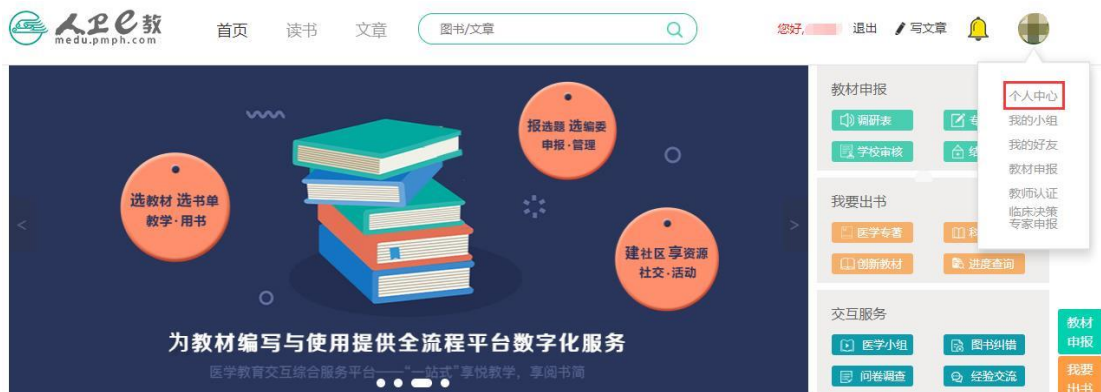 人卫e教
medu.pmph.com
首页
读书
文章
图书/文章
您好,
退出
写文章
个人中心
我的小组
我的好友
教材申报
教师认证
临床决策
专家申报
选教材 选书单
教学·用书
报选题 选编委
申报·管理
建社区 享资源
社交·活动
<
>
为教材编写与使用提供全流程平台数字化服务
医学教育交互综合服务平台——“一站式”享悦教学，享阅书简
教材申报
调研表
学校审核
我要出书
医学专著
创新教材
进度查询
交互服务
医学小组
图书纠错
问卷调查
经验交流
教材
申报
我要
出书